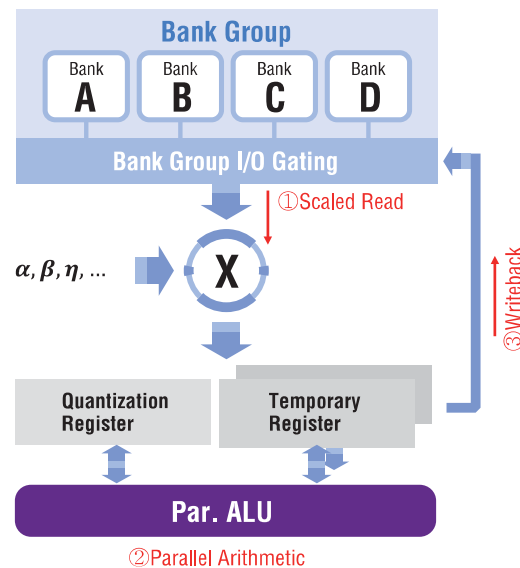 Bank Group
Bank Bank Bank Bank
A B C D
Bank Group I/O Gating
①Scaled Read
α, β, η, ...
X
③Writeback
Quantization Register
Temporary Register
Par. ALU
②Parallel Arithmetic